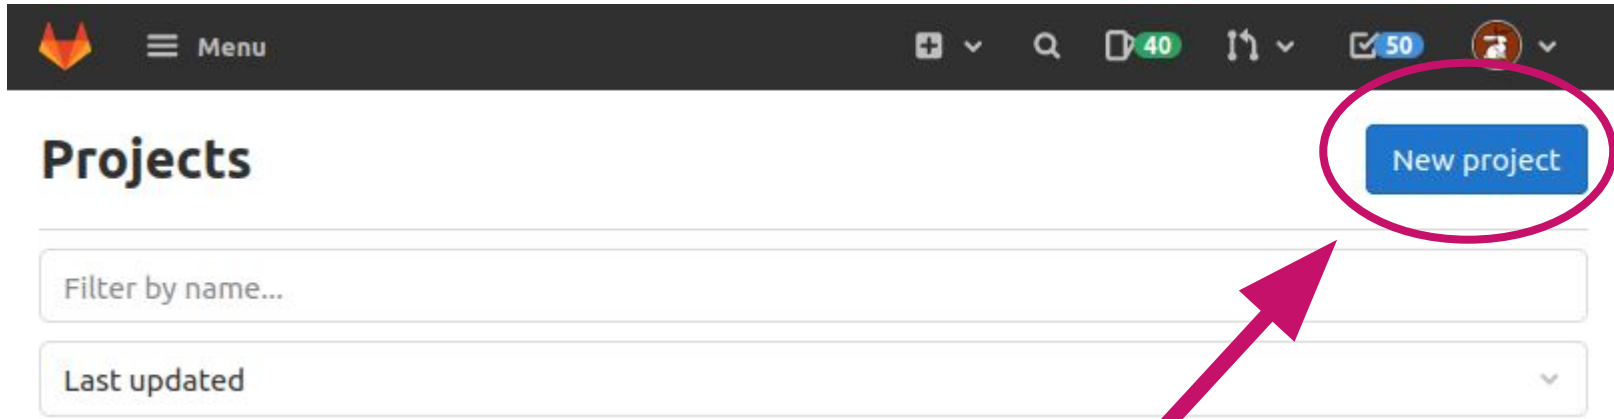 Menu 40 50
Projects
New project
Filter by name...
Last updated